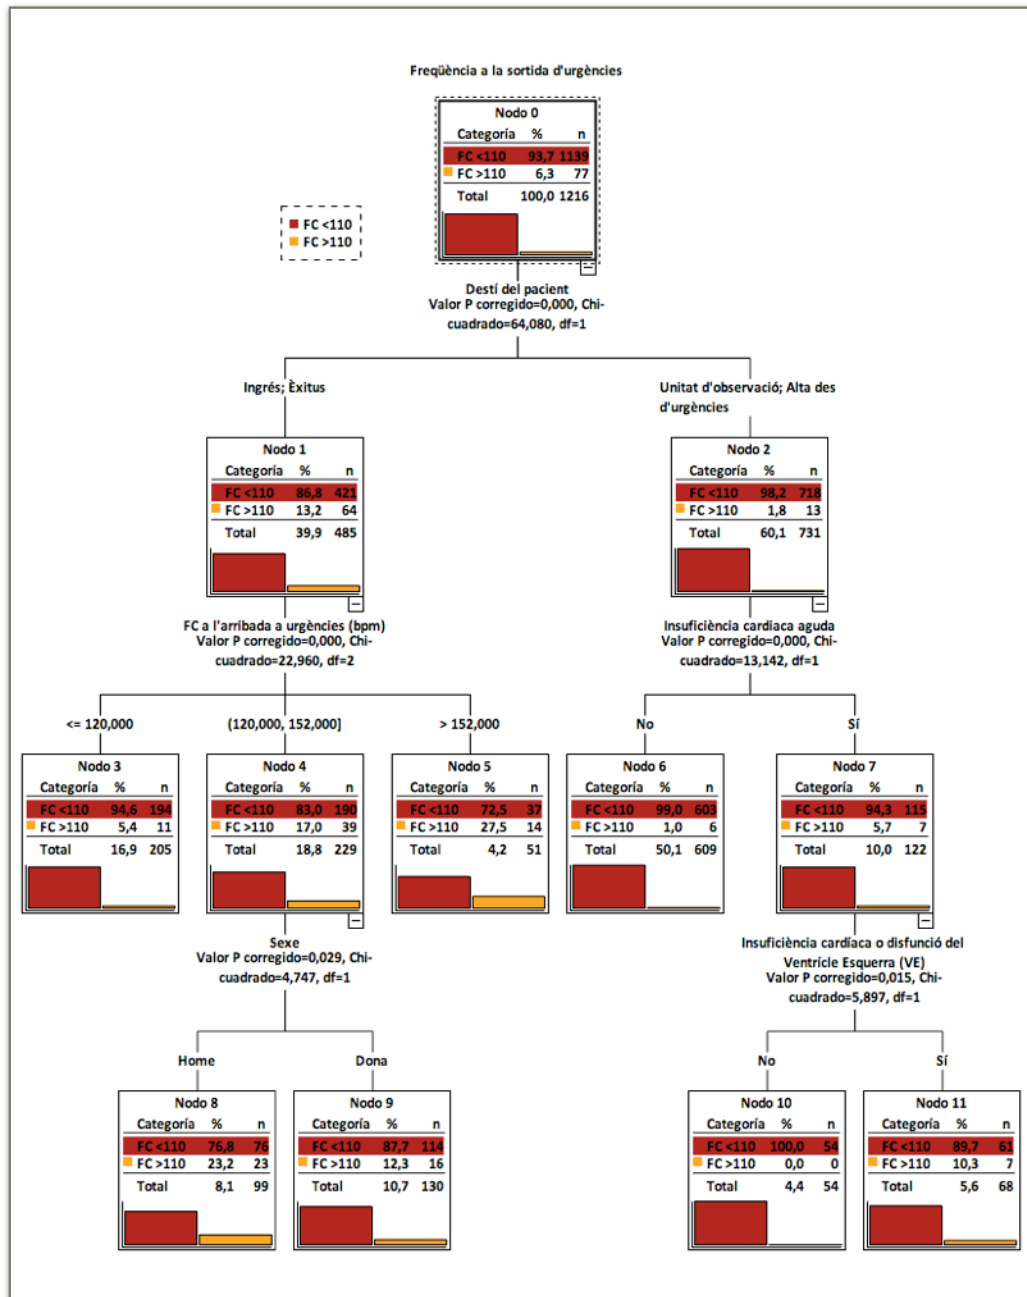 Freqüència a la sortida d'urgències
Nodo 0
Categoría % n
FC <110 93,7 1139
FC >110 6,3 77
Total 100,0 1216
FC <110
FC >110
Destí del pacient
Valor P corregido=0,000, Chi-
cuadrado=64,080, df=1
Ingrés; Èxitus
Unitat d'observació; Alta des
d'urgències
Nodo 1
Categoría % n
FC <110 86,8 421
FC >110 13,2 64
Total 39,9 485
Nodo 2
Categoría % n
FC <110 98,2 718
FC >110 1,8 13
Total 60,1 731
FC a l'arribada a urgències (bpm)
Valor P corregido=0,000, Chi-
cuadrado=22,960, df=2
Insuficiència cardiaca aguda
Valor P corregido=0,000, Chi-
cuadrado=13,142, df=1
<= 120,000
(120,000, 152,000]
> 152,000
No
Sí
Nodo 3
Categoría % n
FC <110 94,6 194
FC >110 5,4 11
Total 16,9 205
Nodo 4
Categoría % n
FC <110 83,0 190
FC >110 17,0 39
Total 18,8 229
Nodo 5
Categoría % n
FC <110 72,5 37
FC >110 27,5 14
Total 4,2 51
Nodo 6
Categoría % n
FC <110 99,0 603
FC >110 1,0 6
Total 50,1 609
Nodo 7
Categoría % n
FC <110 94,3 115
FC >110 5,7 7
Total 10,0 122
Sexe
Valor P corregido=0,029, Chi-
cuadrado=4,747, df=1
Insuficiència cardíaca o disfunció del
Ventrícle Esquerra (VE)
Valor P corregido=0,015, Chi-
cuadrado=5,897, df=1
Home
Dona
No
Sí
Nodo 8
Categoría % n
FC <110 76,8 76
FC >110 23,2 23
Total 8,1 99
Nodo 9
Categoría % n
FC <110 87,7 114
FC >110 12,3 16
Total 10,7 130
Nodo 10
Categoría % n
FC <110 100,0 54
FC >110 0,0 0
Total 4,4 54
Nodo 11
Categoría % n
FC <110 89,7 61
FC >110 10,3 7
Total 5,6 68